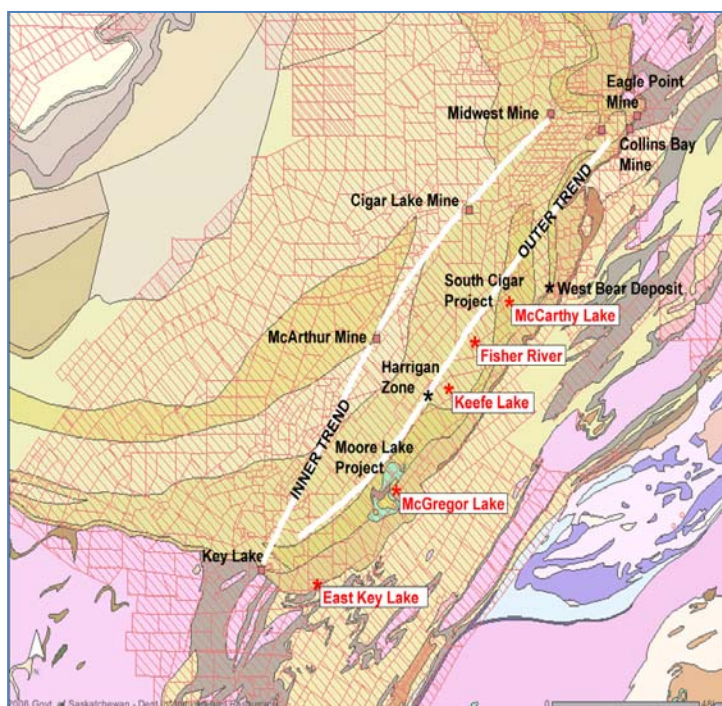 Eagle Point
Mine
Midwest Mine
Collins Bay
Mine
Cigar Lake Mine
OUTER TREND
South Cigar
Project
West Bear Deposit
McCarthy Lake
McArthur Mine
Fisher River
Harrigan
Zone
Keefe Lake
INNER TREND
Moore Lake
Project
McGregor Lake
Key Lake
East Key Lake
N